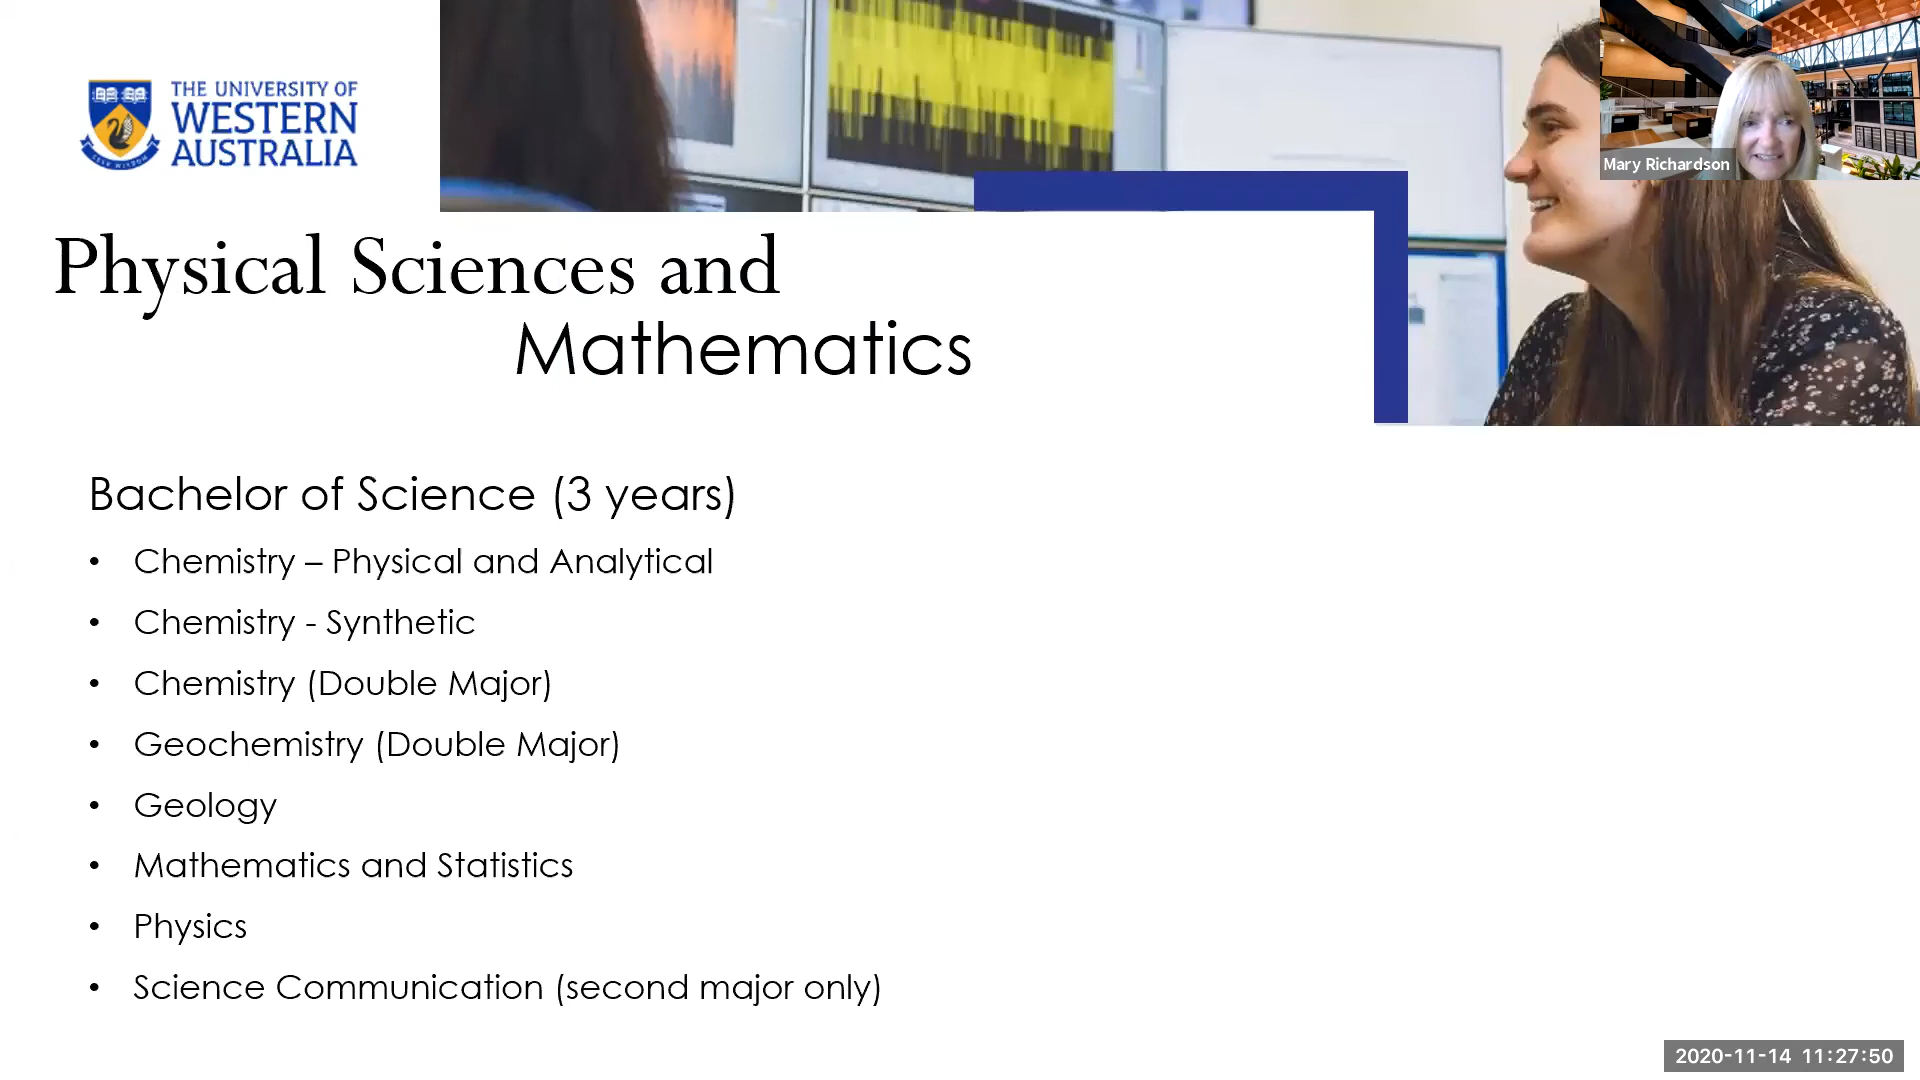 THE UNIVERSITY OF
WESTERN
AUSTRALIA
SEEK WISDOM
Mary Richardson
Physical Sciences and
Mathematics
Bachelor of Science (3 years)
• Chemistry – Physical and Analytical
• Chemistry - Synthetic
• Chemistry (Double Major)
• Geochemistry (Double Major)
• Geology
• Mathematics and Statistics
• Physics
• Science Communication (second major only)
2020-11-14 11:27:50